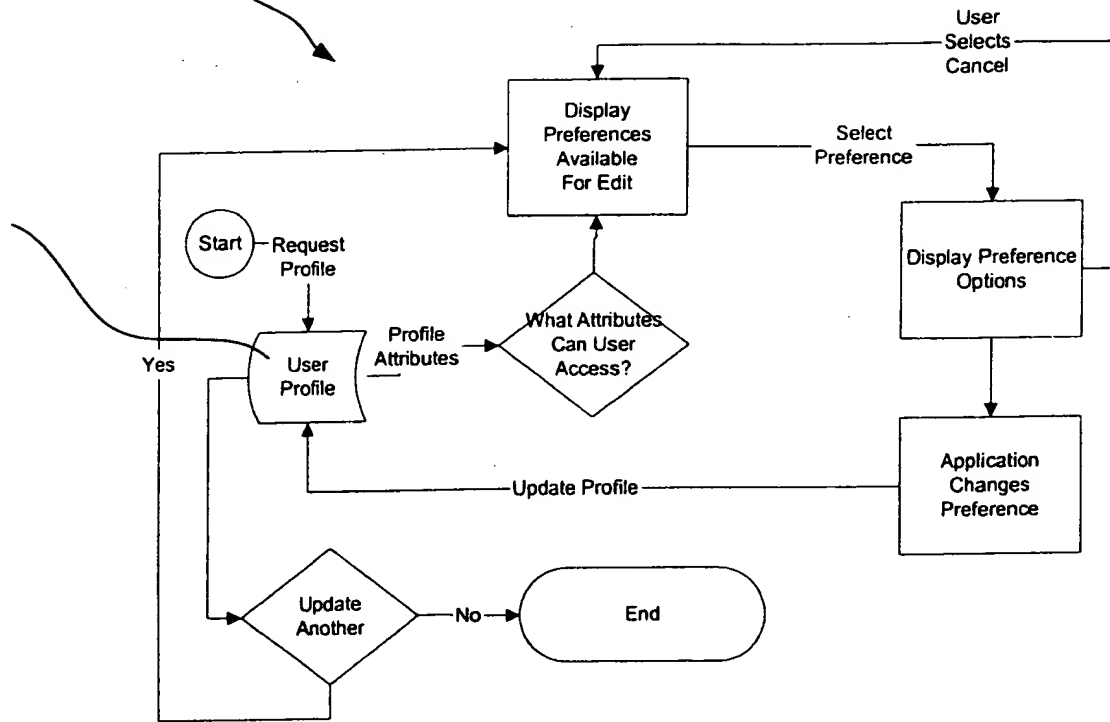 User
Selects
Cancel
Display
Preferences
Available
For Edit
Select
Preference
Start
Request
Profile
Display Preference
Options
What Attributes
Can User
Access?
Profile
Attributes
User
Profile
Yes
Application
Changes
Preference
Update Profile
Update
Another
No
End